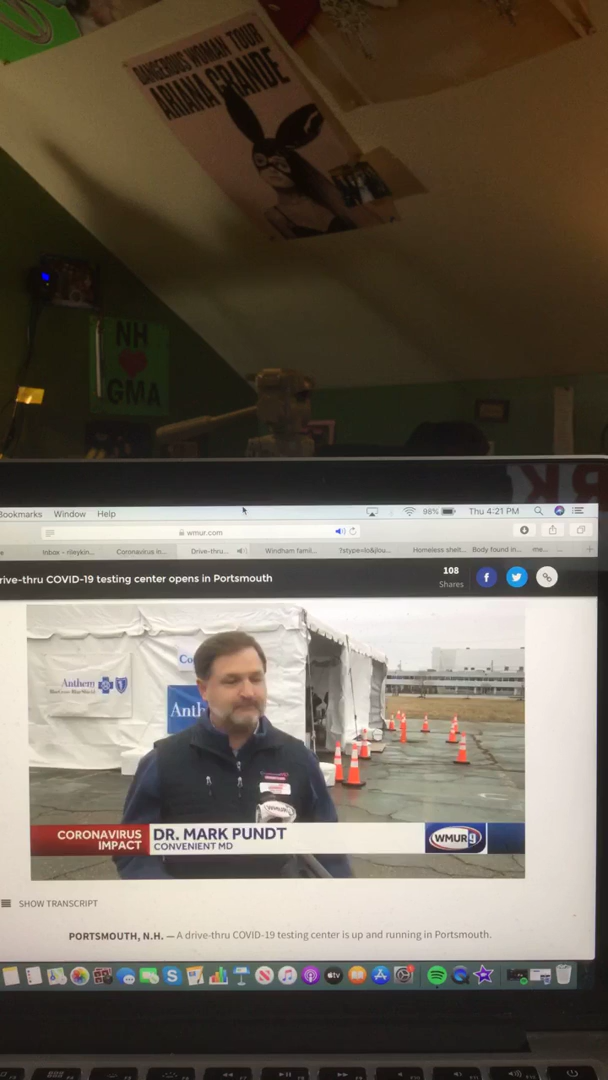 DANGEROUS WOMAN TOUR
ARIANA GRANDE
NH
GMA
Bookmarks Window Help
98% Thu 4:21 PM
wmur.com
Coronavirus in... Drive-thru... Windham famil... Homeless shelt... Body found in...
rive-thru COVID-19 testing center opens in Portsmouth
108
Shares
Anthem
BlueCross BlueShield
Co
Anth
CORONAVIRUS
IMPACT
DR. MARK PUNDT
CONVENIENT MD
WMUR9
SHOW TRANSCRIPT
PORTSMOUTH, N.H. — A drive-thru COVID-19 testing center is up and running in Portsmouth.